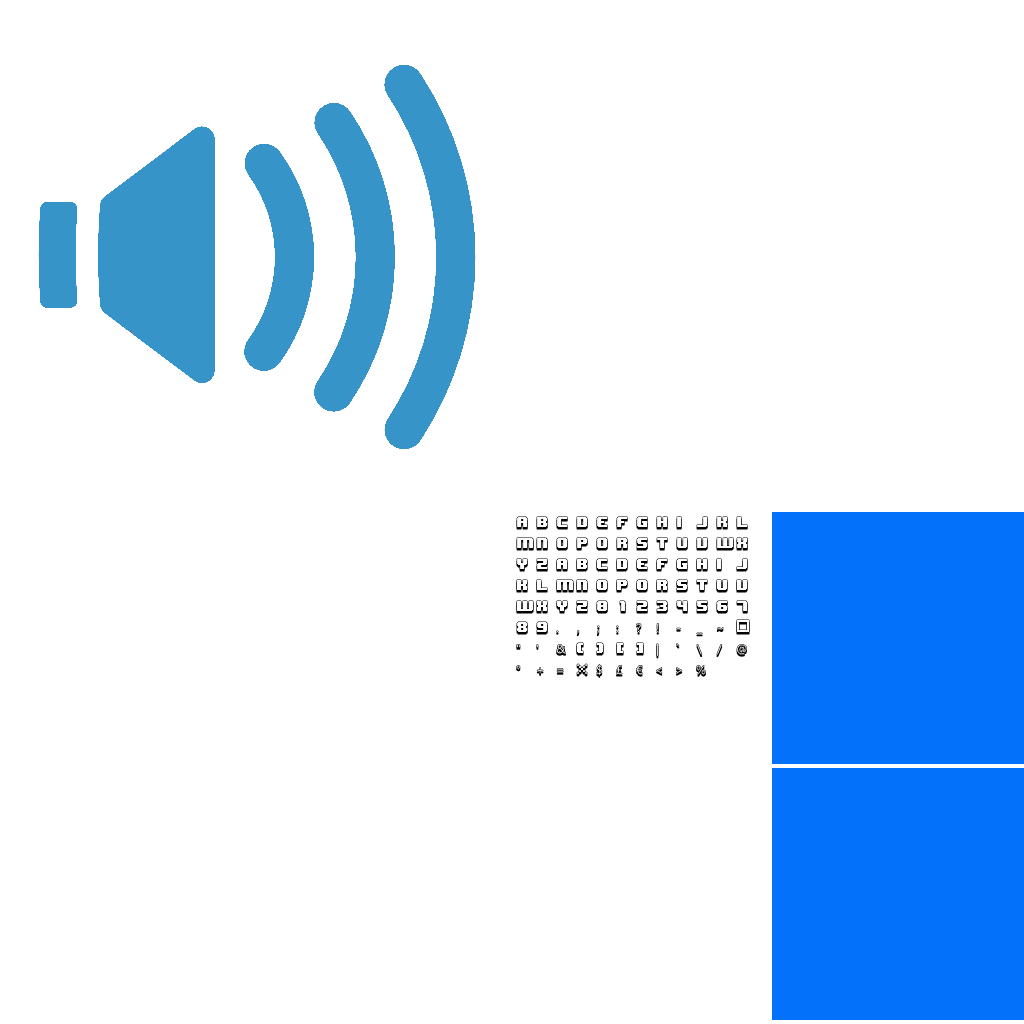 A B C D E F G H I J K L
M N O P Q R S T U V W X
Y Z A B C D E F G H I J
K L M N O P Q R S T U V
W X Y Z 0 1 2 3 4 5 6 7
8 9 . , ; : ? ! - _ ~
" ' & ( ) [ ] | ` \ / @
° + = $ £ € < > %